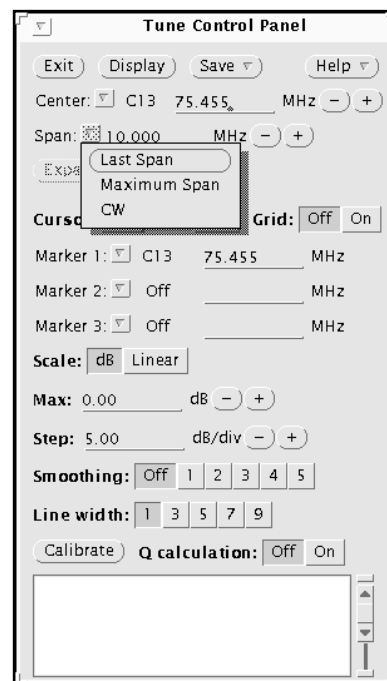 Tune Control Panel
Exit Display Save Help
Center: C13 75.455 MHz - +
Span: 10.000 MHz - +
Last Span
Maximum Span
CW
Grid: Off On
Marker 1: C13 75.455 MHz
Marker 2: Off MHz
Marker 3: Off MHz
Scale: dB Linear
Max: 0.00 dB - +
Step: 5.00 dB/div - +
Smoothing: Off 1 2 3 4 5
Line width: 1 3 5 7 9
Calibrate Q calculation: Off On